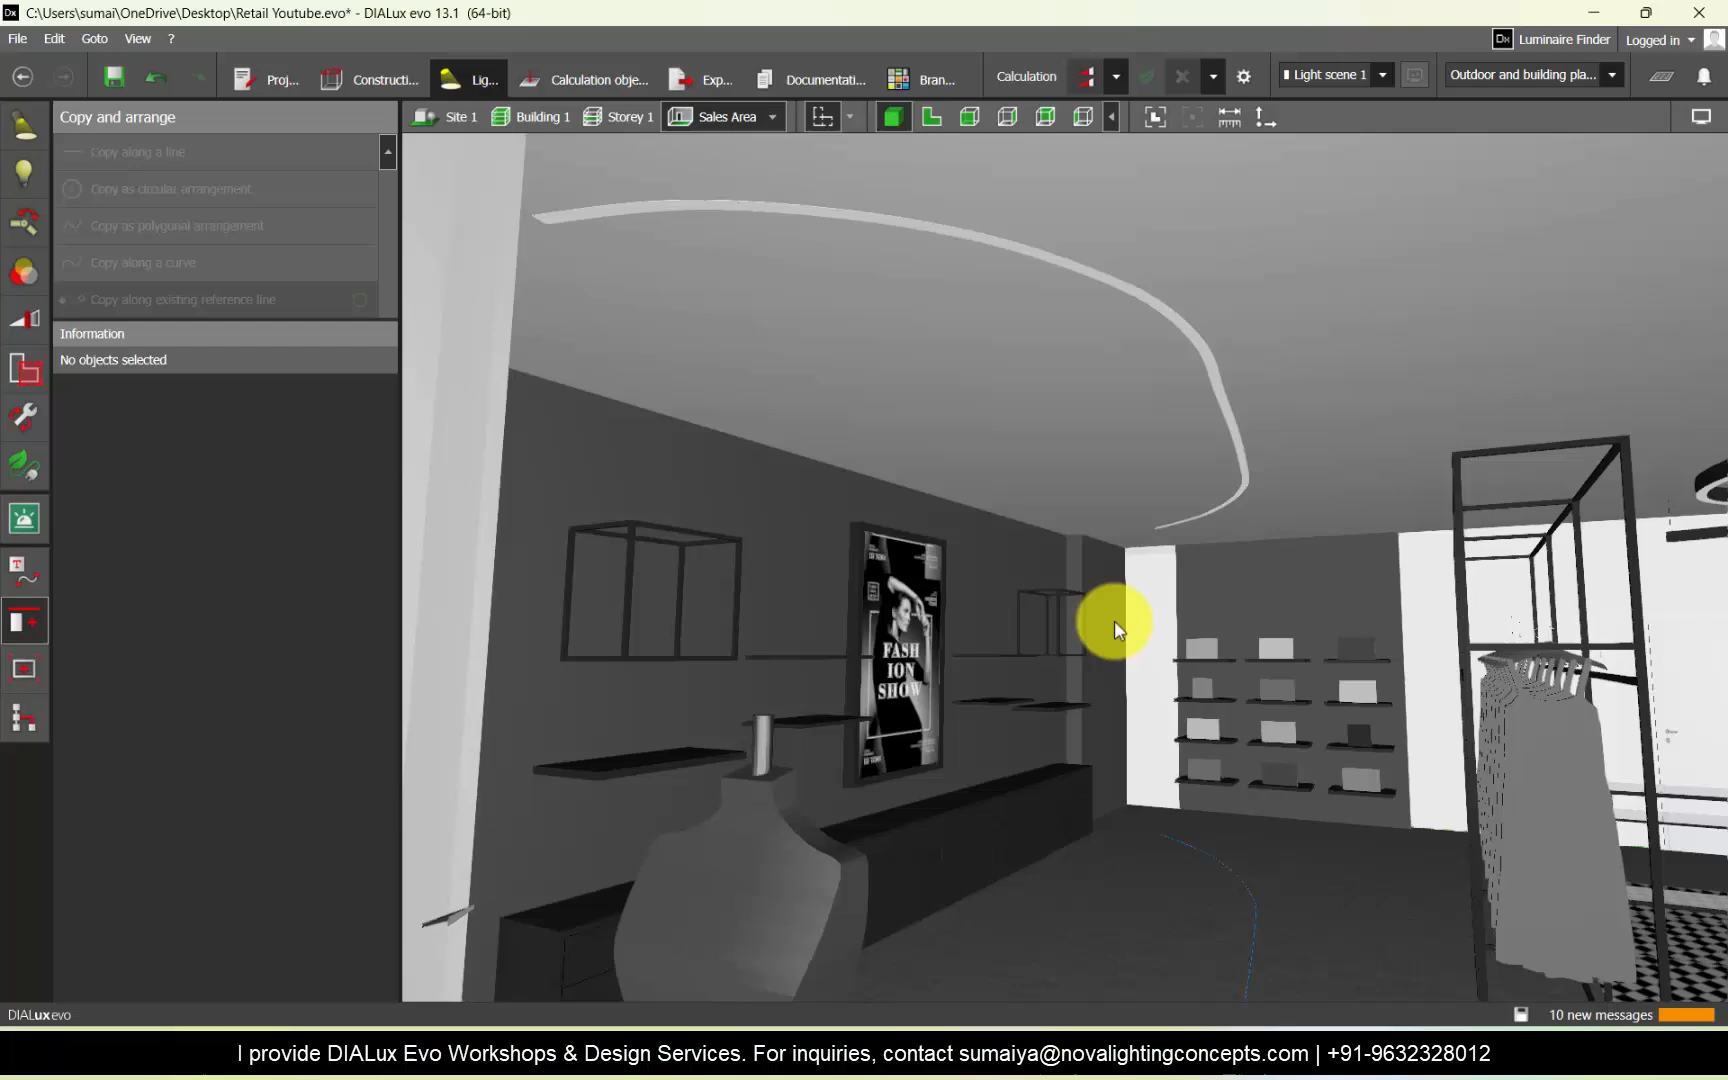 C:\Users\sumai\OneDrive\Desktop\Retail Youtube.evo* - DIALux evo 13.1 (64-bit)
File Edit Goto View ?
Luminaire Finder Logged in
Proj... Constructi... Lig... Calculation obje... Exp... Documentati... Bran... Calculation Light scene 1 Outdoor and building pla...
Copy and arrange
Site 1 Building 1 Storey 1 Sales Area
Copy along a line
Copy as circular arrangement
Copy as polygonal arrangement
Copy along a curve
Copy along existing reference line
Information
No objects selected
FASH
ION
SHOW
DIALux evo
10 new messages
I provide DIALux Evo Workshops & Design Services. For inquiries, contact sumaiya@novalightingconcepts.com | +91-9632328012